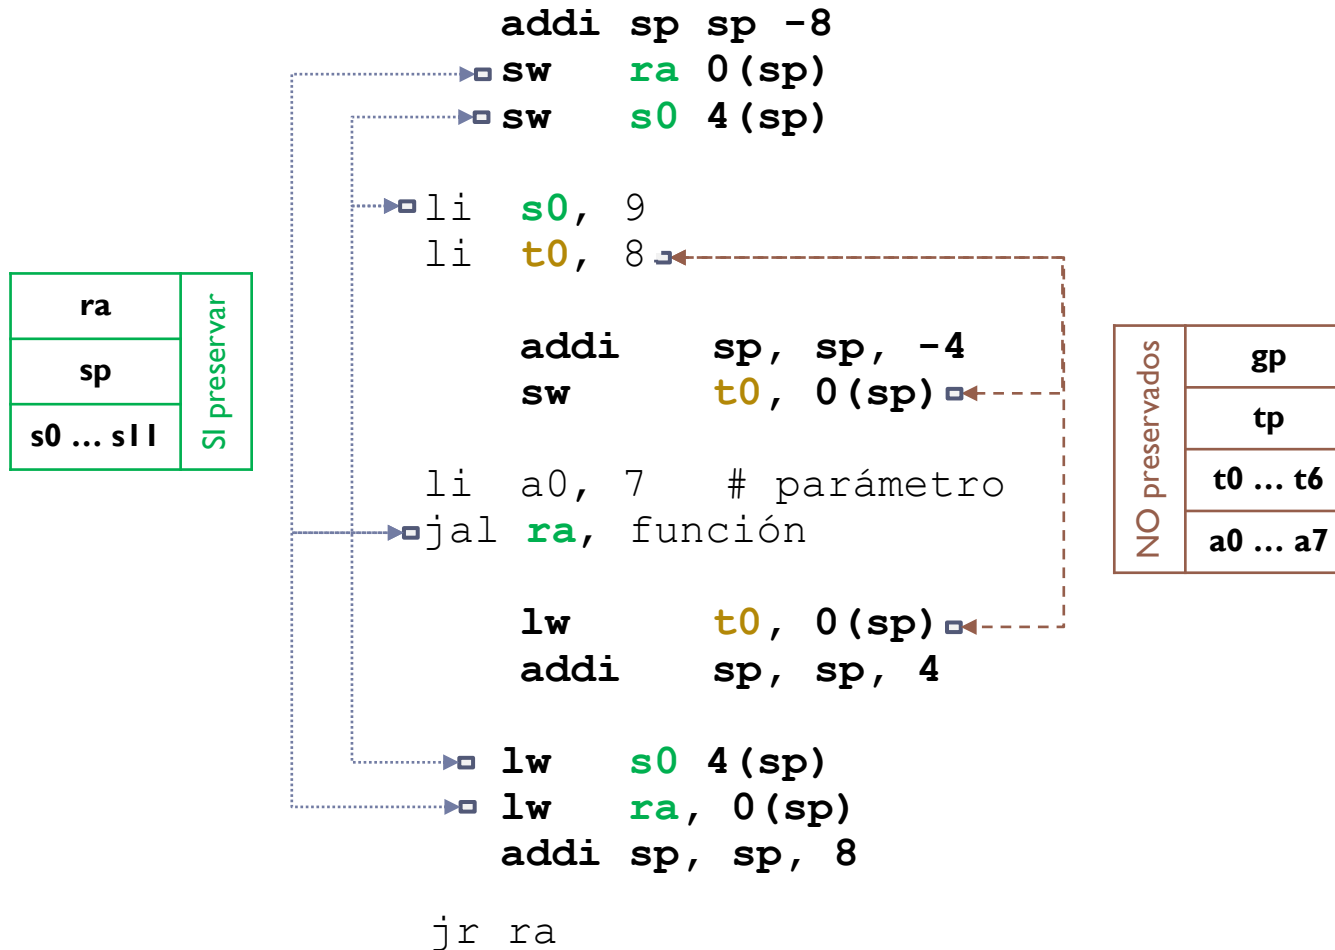 addi sp sp -8
sw ra 0(sp)
sw s0 4(sp)
li s0, 9
li t0, 8
addi sp, sp, -4
sw t0, 0(sp)
li a0, 7 # parámetro
jal ra, función
lw t0, 0(sp)
addi sp, sp, 4
lw s0 4(sp)
lw ra, 0(sp)
addi sp, sp, 8
jr ra
ra
sp
s0 ... s11
SI preservar
NO preservados
gp
tp
t0 ... t6
a0 ... a7